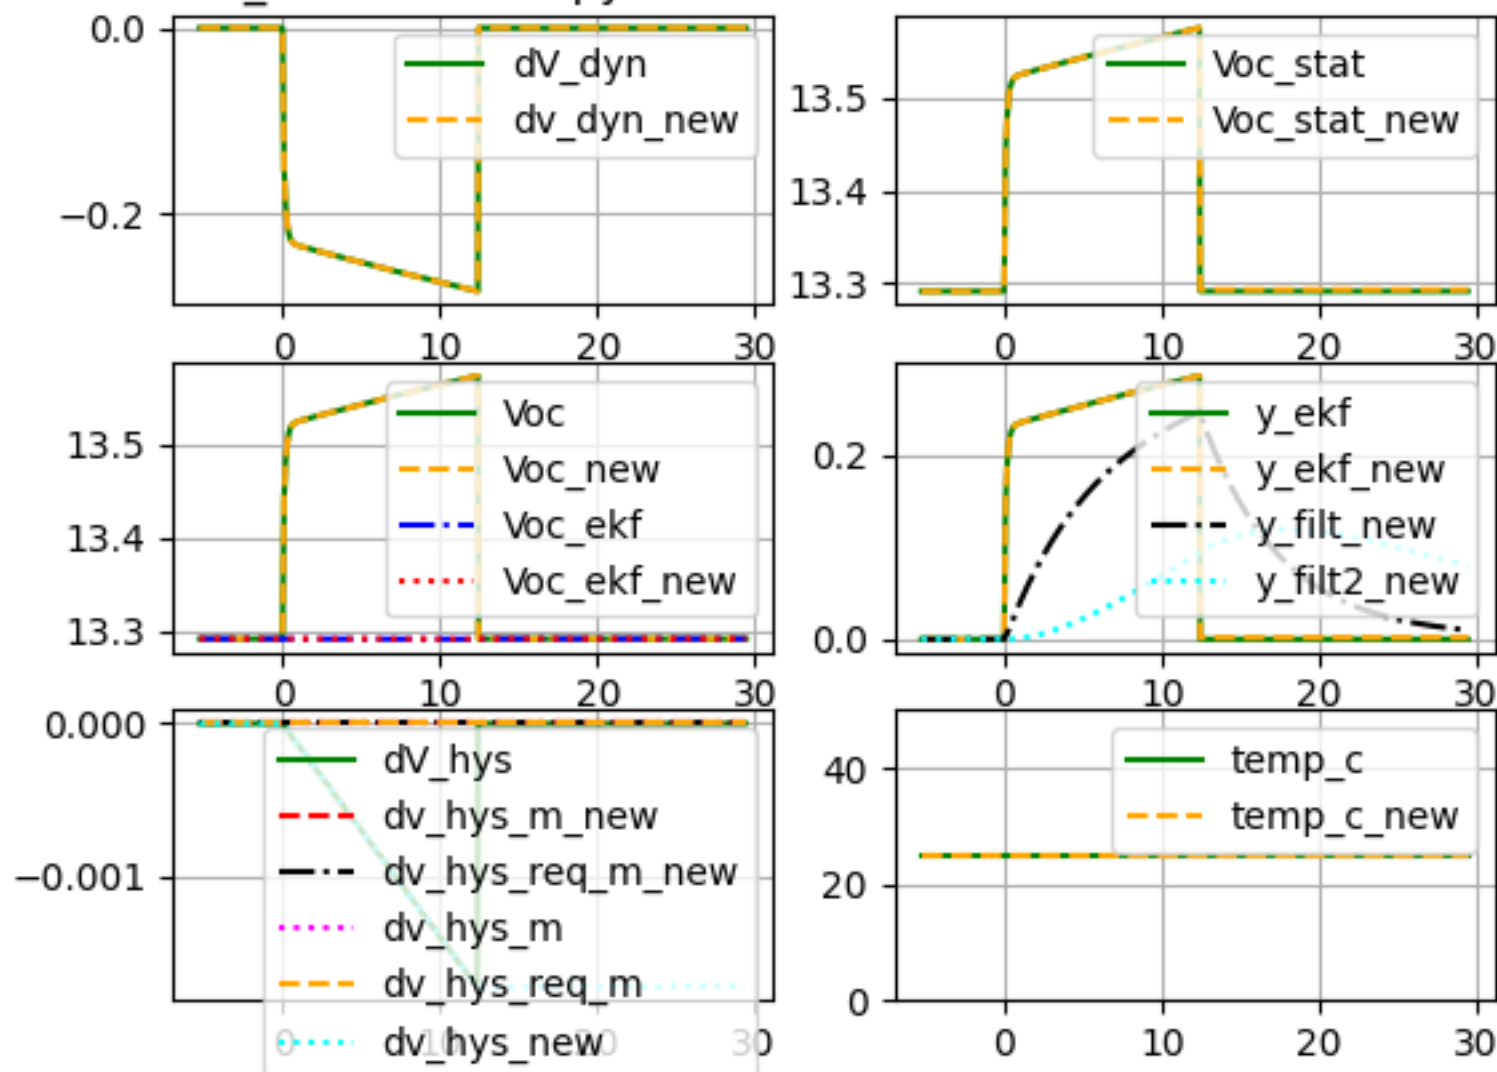 0.0
−0.2
dV_dyn
dv_dyn_new
0 10 20 30
13.5
13.4
13.3
Voc_stat
Voc_stat_new
0 10 20 30
13.5
13.4
13.3
Voc
Voc_new
Voc_ekf
Voc_ekf_new
0 10 20 30
0.2
0.0
y_ekf
y_ekf_new
y_filt_new
y_filt2_new
0 10 20 30
0.000
−0.001
dV_hys
dv_hys_m_new
dv_hys_req_m_new
dv_hys_m
dv_hys_req_m
dv_hys_new
0 10 20 30
40
20
0
temp_c
temp_c_new
0 10 20 30